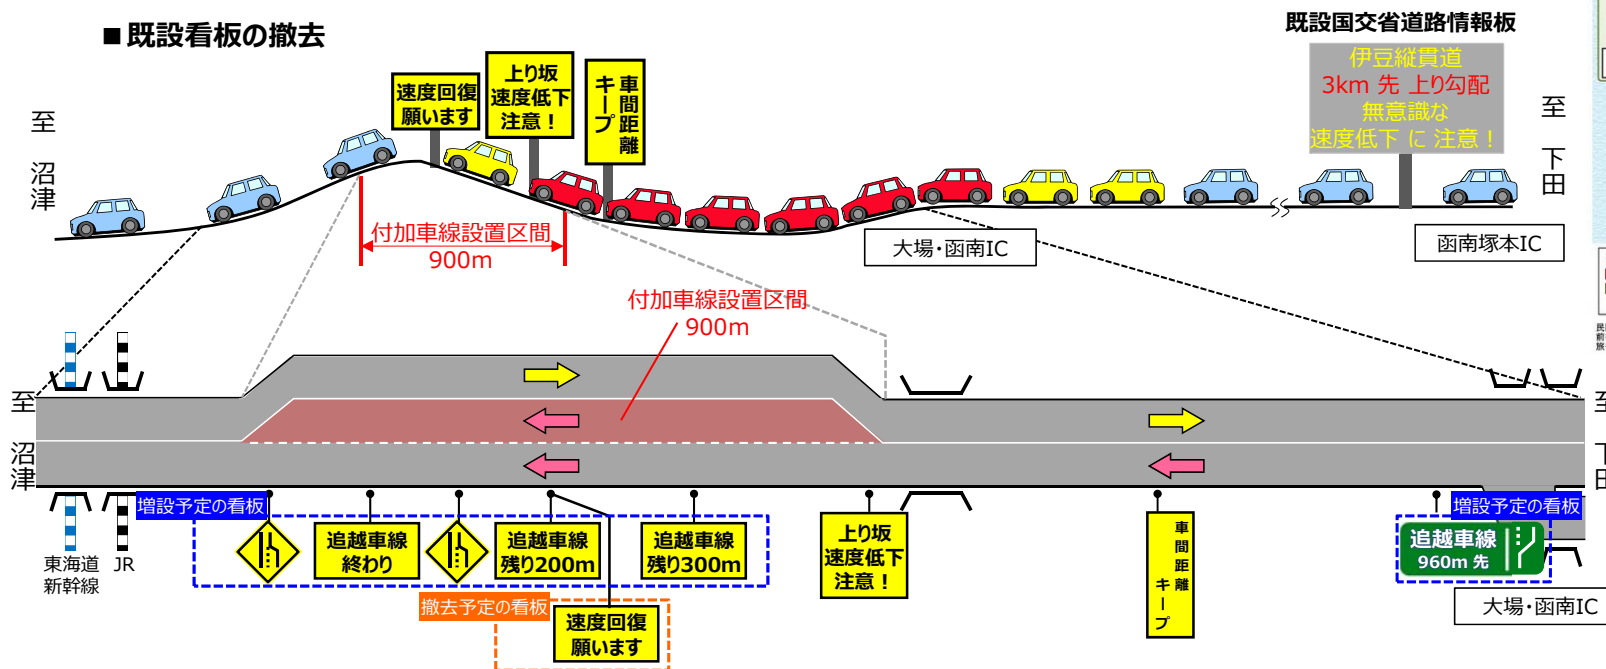 ■既設看板の撤去
既設国交省道路情報板
伊豆縦貫道
3km 先 上り勾配
無意識な
速度低下 に 注意！
速度回復
願います
上り坂
速度低下
注意！
車間距離
キープ
至 沼津
至 下田
付加車線設置区間
900m
大場・函南IC
函南塚本IC
付加車線設置区間
900m
至 沼津
至 下田
東海道
新幹線
JR
増設予定の看板
追越車線
終わり
追越車線
残り200m
追越車線
残り300m
撤去予定の看板
速度回復
願います
上り坂
速度低下
注意！
車間距離
キープ
増設予定の看板
追越車線
960m 先
大場・函南IC